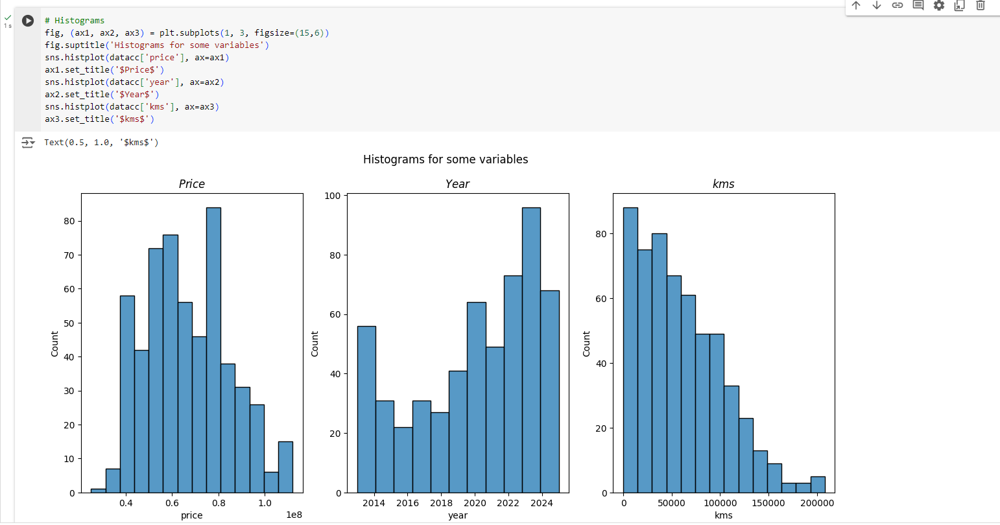 1 s
# Histograms
fig, (ax1, ax2, ax3) = plt.subplots(1, 3, figsize=(15,6))
fig.suptitle('Histograms for some variables')
sns.histplot(datacc['price'], ax=ax1)
ax1.set_title('$Price$')
sns.histplot(datacc['year'], ax=ax2)
ax2.set_title('$Year$')
sns.histplot(datacc['kms'], ax=ax3)
ax3.set_title('$kms$')
Text(0.5, 1.0, '$kms$')
Histograms for some variables
Price
80
70
60
50
40
30
20
10
0
Count
0.4 0.6 0.8 1.0
1e8
price
Year
100
80
60
40
20
0
Count
2014 2016 2018 2020 2022 2024
year
kms
80
60
40
20
0
Count
0 50000 100000 150000 200000
kms